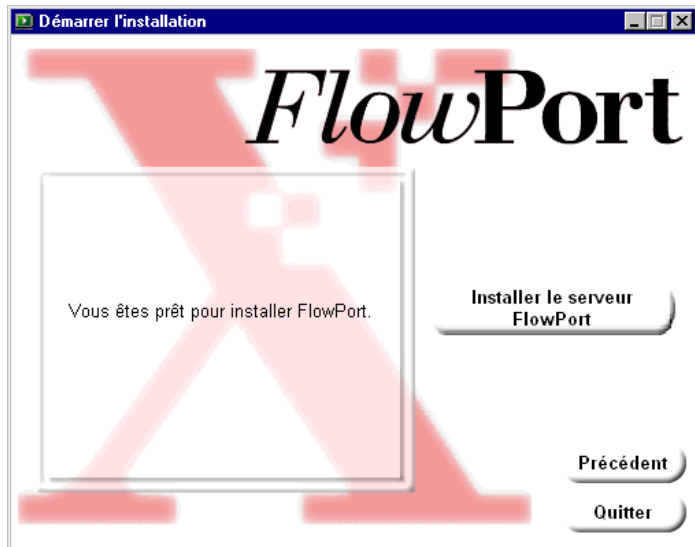 Démarrer l'installation
FlowPort
Vous êtes prêt pour installer FlowPort.
Installer le serveur
FlowPort
Précédent
Quitter